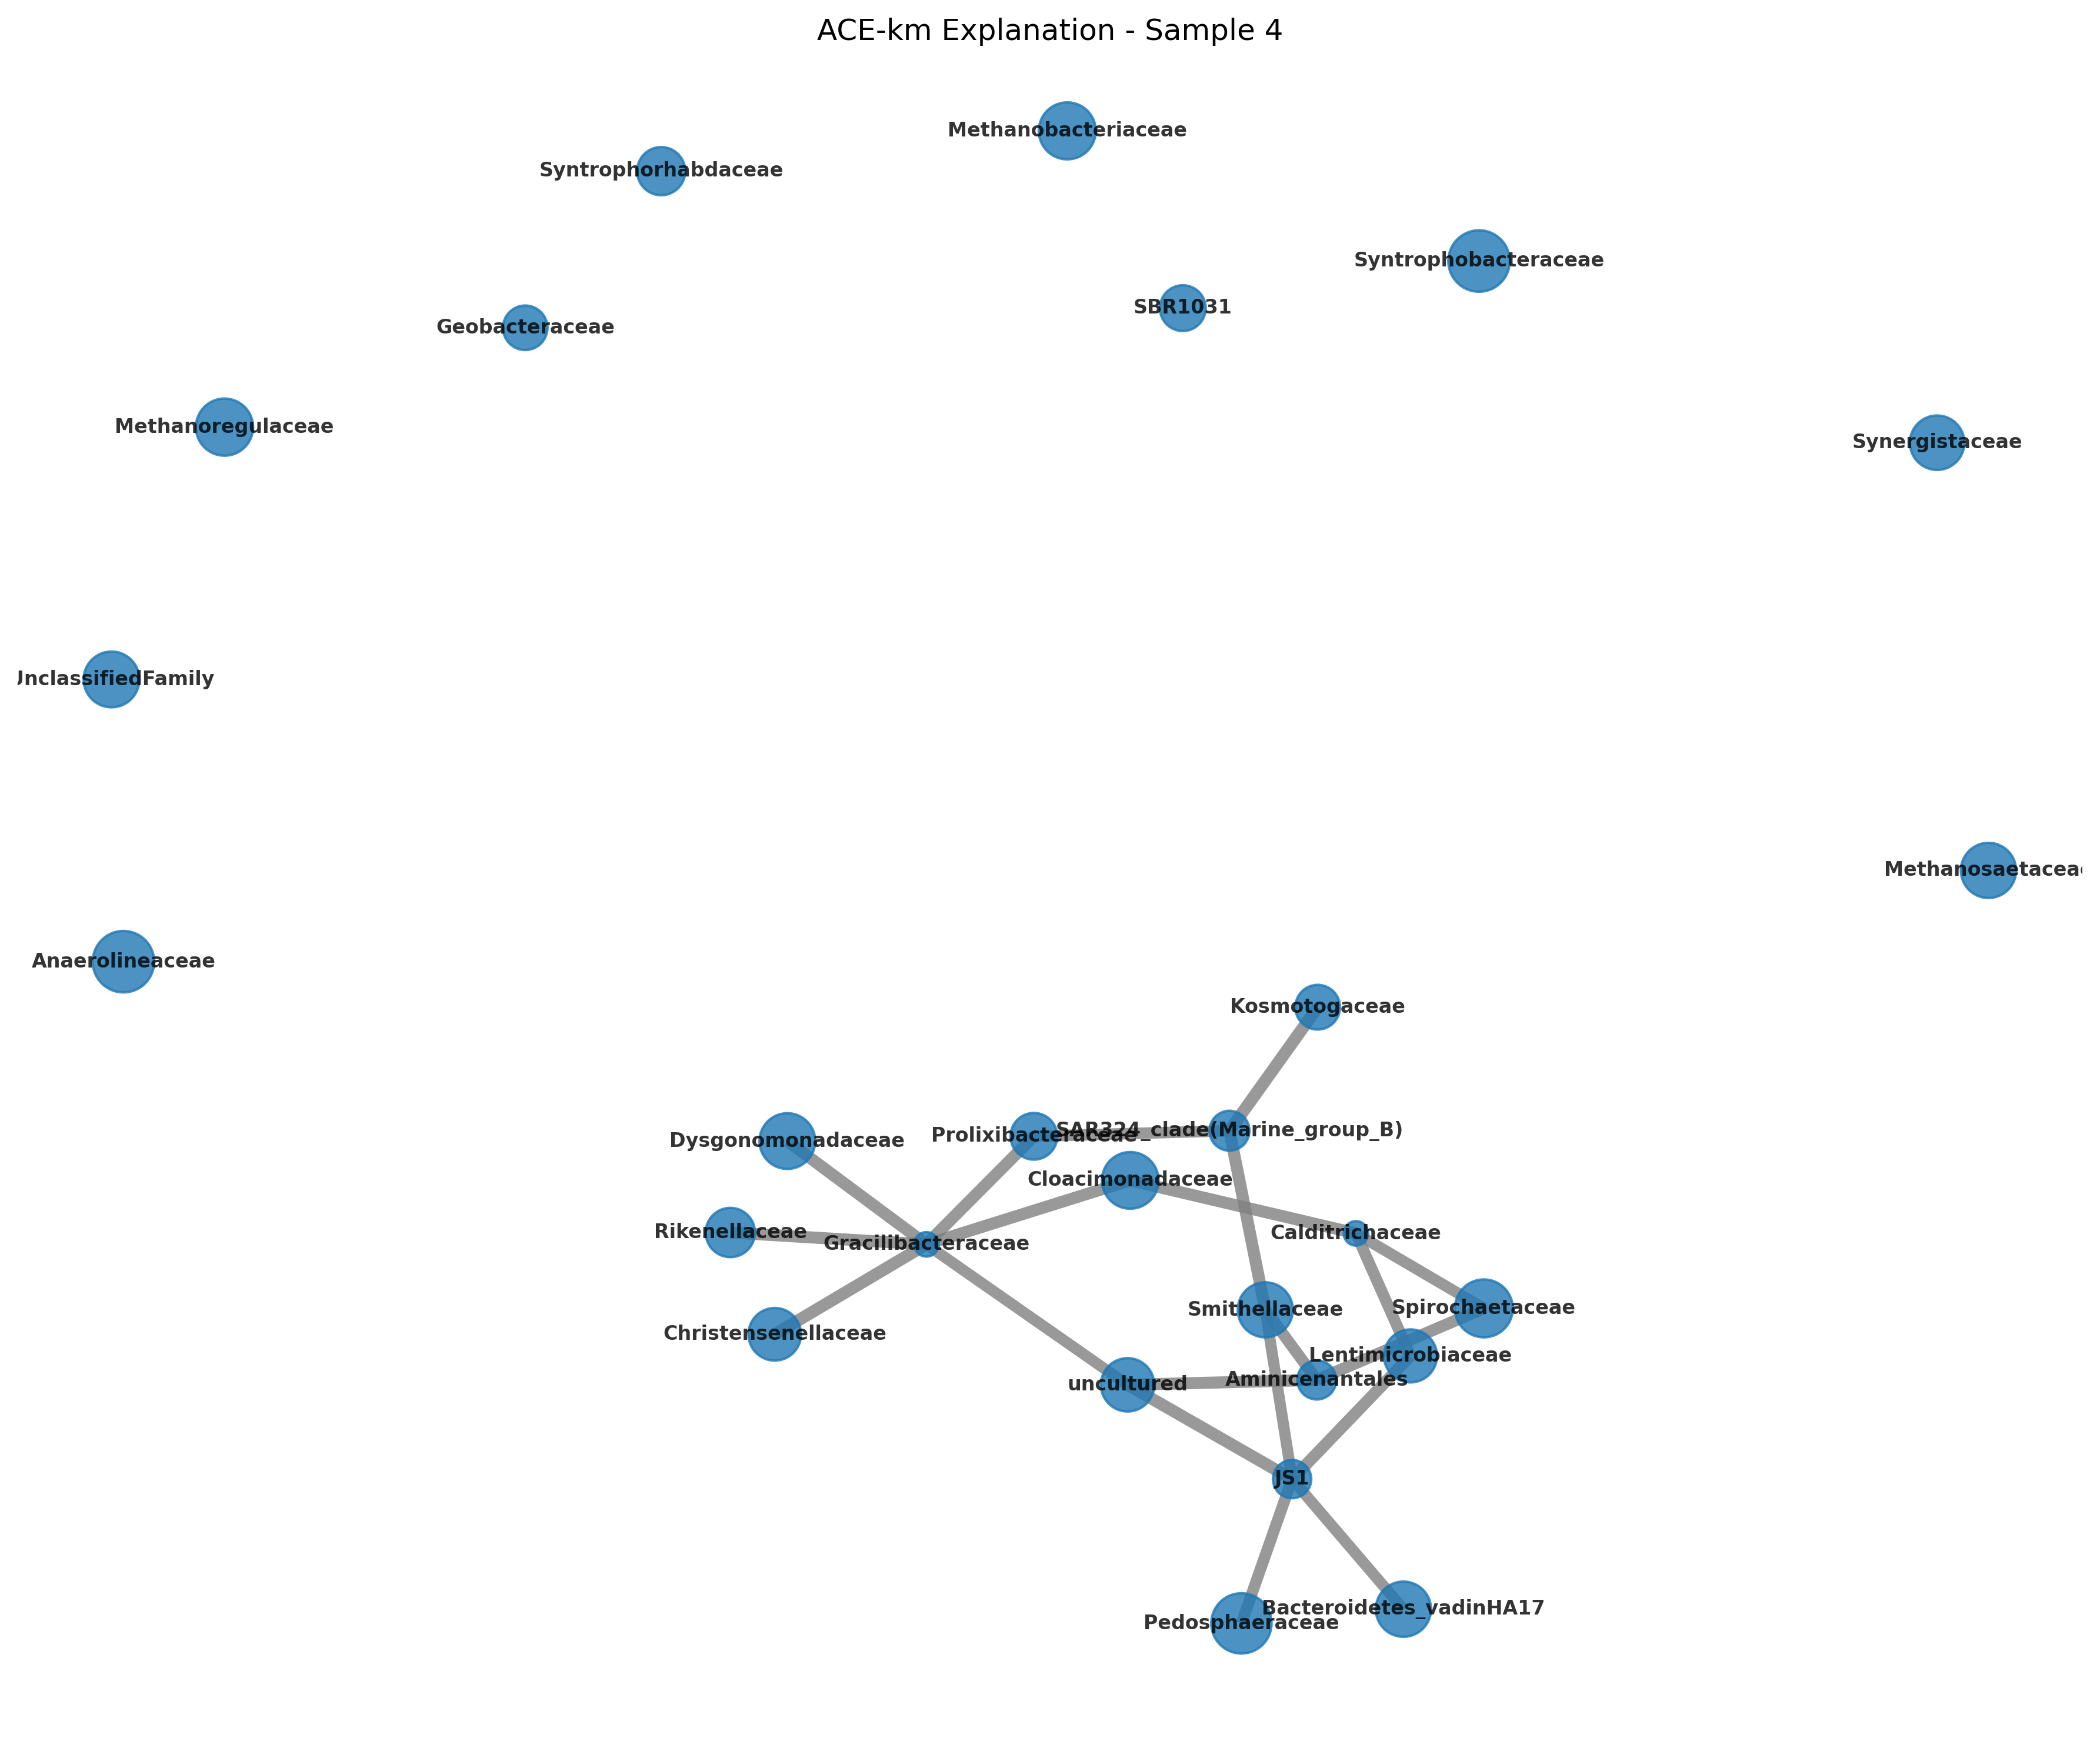 ACE-km Explanation - Sample 4
Methanobacteriaceae
Syntrophorhabdaceae
Syntrophobacteraceae
SBR1031
Geobacteraceae
Methanoregulaceae
Synergistaceae
UnclassifiedFamily
Methanosaetaceae
Anaerolineaceae
Kosmotogaceae
SAR324_clade(Marine_group_B)
Prolixibacteraceae
Dysgonomonadaceae
Cloacimonadaceae
Rikenellaceae
Calditrichaceae
Gracilibacteraceae
Spirochaetaceae
Smithellaceae
Christensenellaceae
Lentimicrobiaceae
Aminicenantales
uncultured
JS1
Bacteroidetes_vadinHA17
Pedosphaeraceae